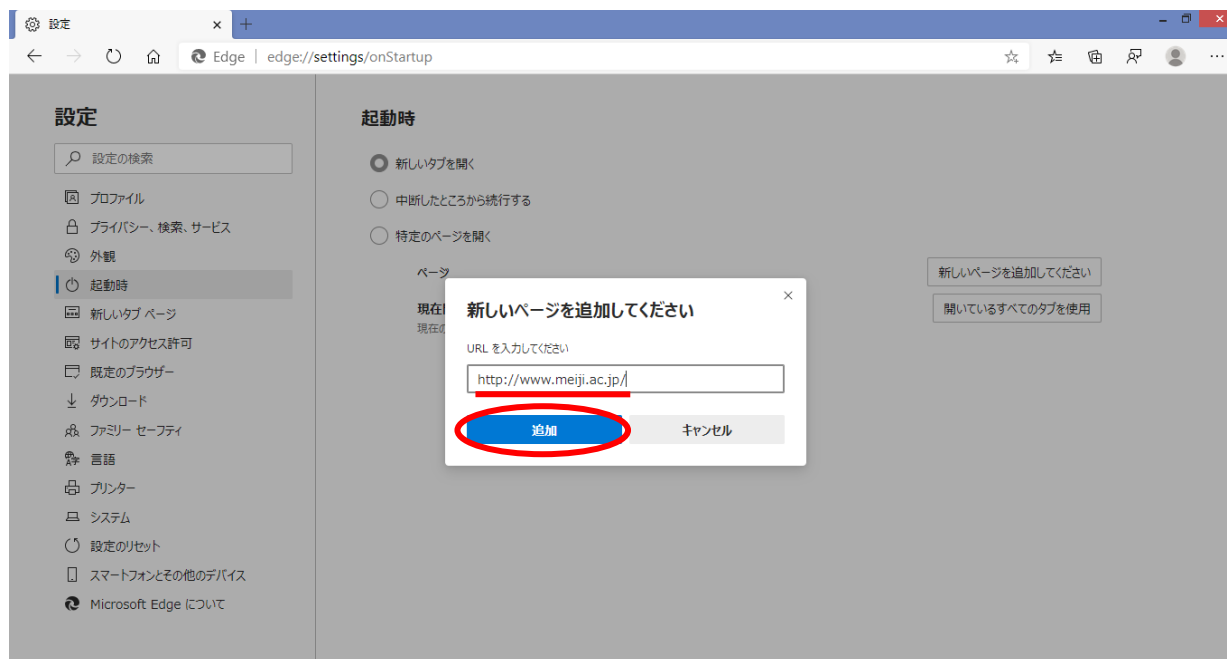 設定
Edge | edge://settings/onStartup
設定
設定の検索
プロファイル
プライバシー、検索、サービス
外観
起動時
新しいタブ ページ
サイトのアクセス許可
既定のブラウザー
ダウンロード
ファミリー セーフティ
言語
プリンター
システム
設定のリセット
スマートフォンとその他のデバイス
Microsoft Edge について
起動時
新しいタブを開く
中断したところから続行する
特定のページを開く
ページ
新しいページを追加してください
現在
開いているすべてのタブを使用
現在の
新しいページを追加してください
URL を入力してください
http://www.meiji.ac.jp/
追加
キャンセル